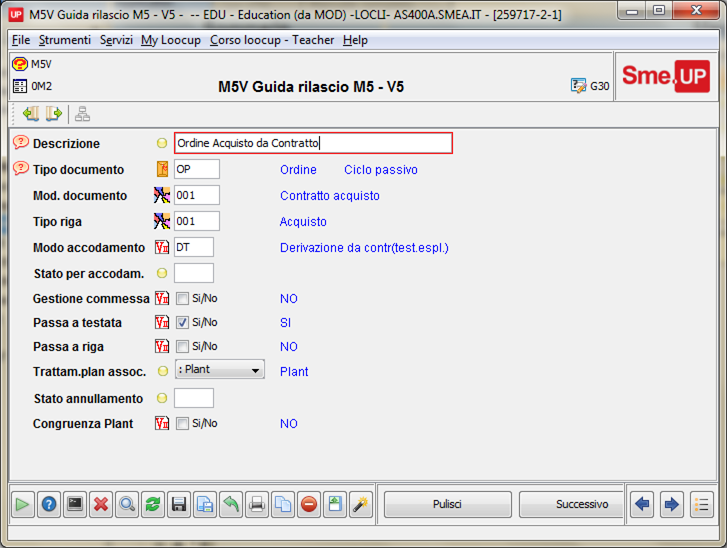 UP M5V Guida rilascio M5 - V5 - -- EDU - Education (da MOD) -LOCLI- AS400A.SMEA.IT - [259717-2-1]
File Strumenti Servizi My Loocup Corso loocup - Teacher Help
M5V
0M2
M5V Guida rilascio M5 - V5
G30
Sme.UP
Descrizione Ordine Acquisto da Contratto
Tipo documento OP Ordine Ciclo passivo
Mod. documento 001 Contratto acquisto
Tipo riga 001 Acquisto
Modo accodamento V2 DT Derivazione da contr(test.espl.)
Stato per accodam.
Gestione commessa V2 Si/No NO
Passa a testata V2 Si/No SI
Passa a riga V2 Si/No NO
Trattam.plan assoc. : Plant Plant
Stato annullamento
Congruenza Plant V2 Si/No NO
Pulisci Successivo